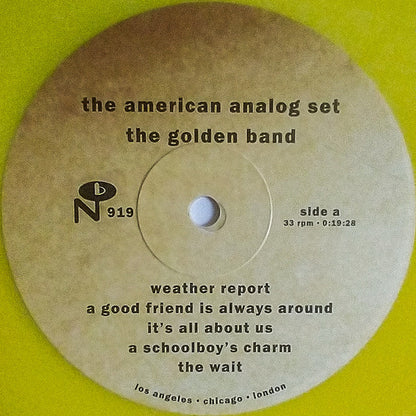 the american analog set
the golden band
N b 919
side a
33 rpm • 0:19:28
weather report
a good friend is always around
it's all about us
a schoolboy's charm
the wait
los angeles • chicago • london